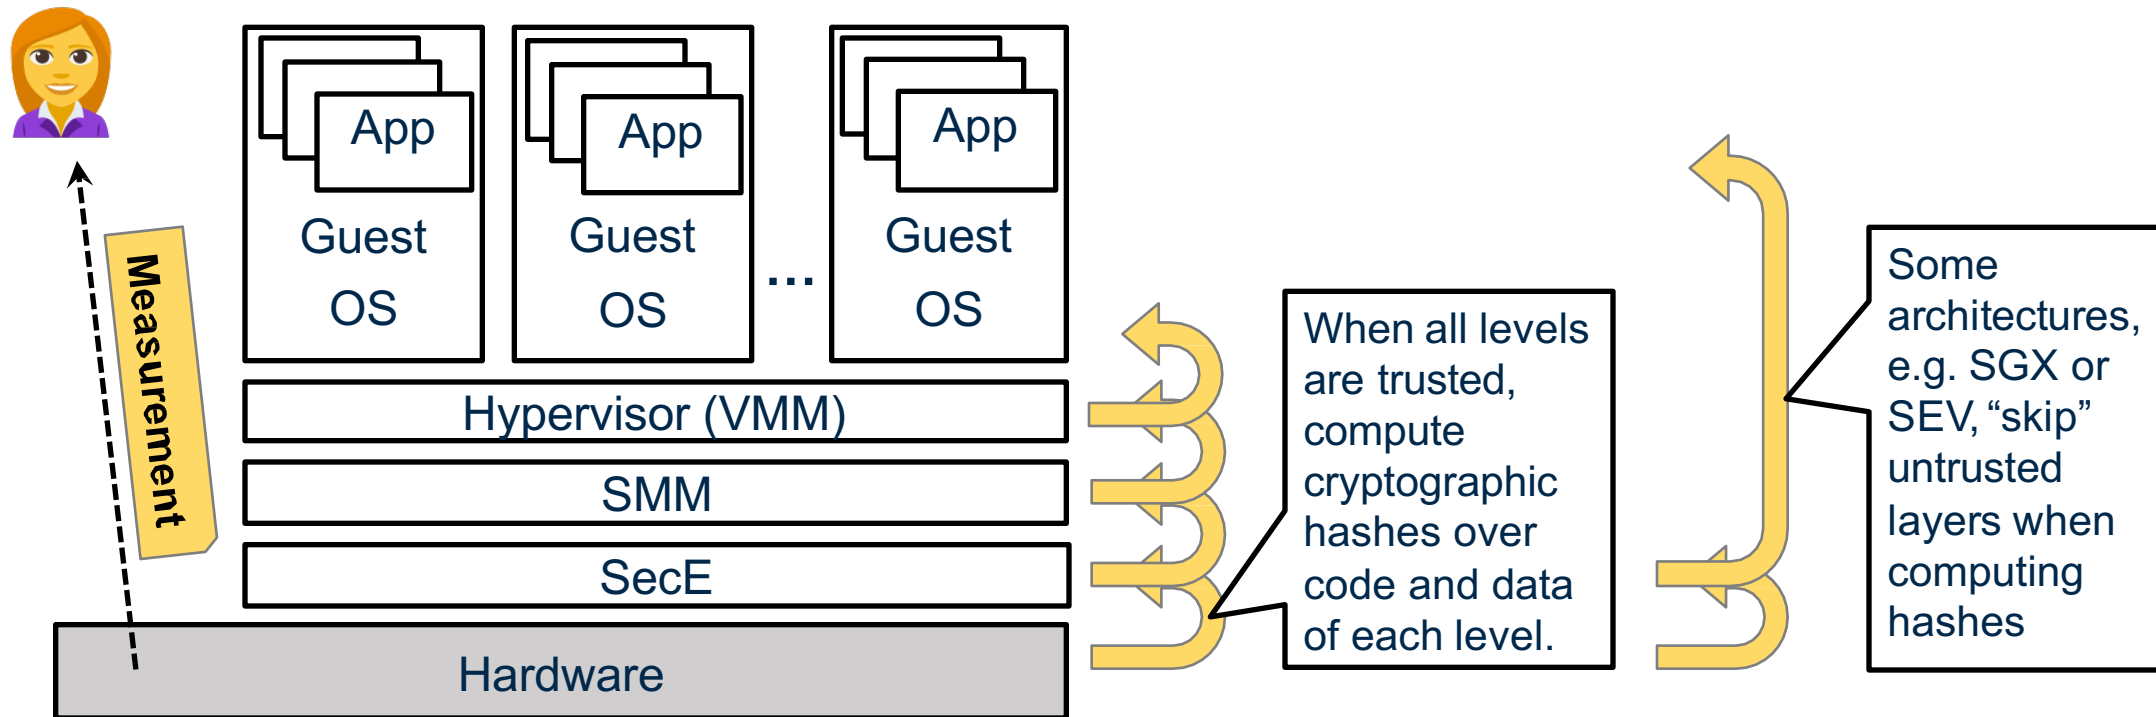 App
App
App
Guest
OS
Guest
OS
...
Guest
OS
Measurement
Hypervisor (VMM)
SMM
SecE
Hardware
When all levels
are trusted,
compute
cryptographic
hashes over
code and data
of each level.
Some
architectures,
e.g. SGX or
SEV, “skip”
untrusted
layers when
computing
hashes